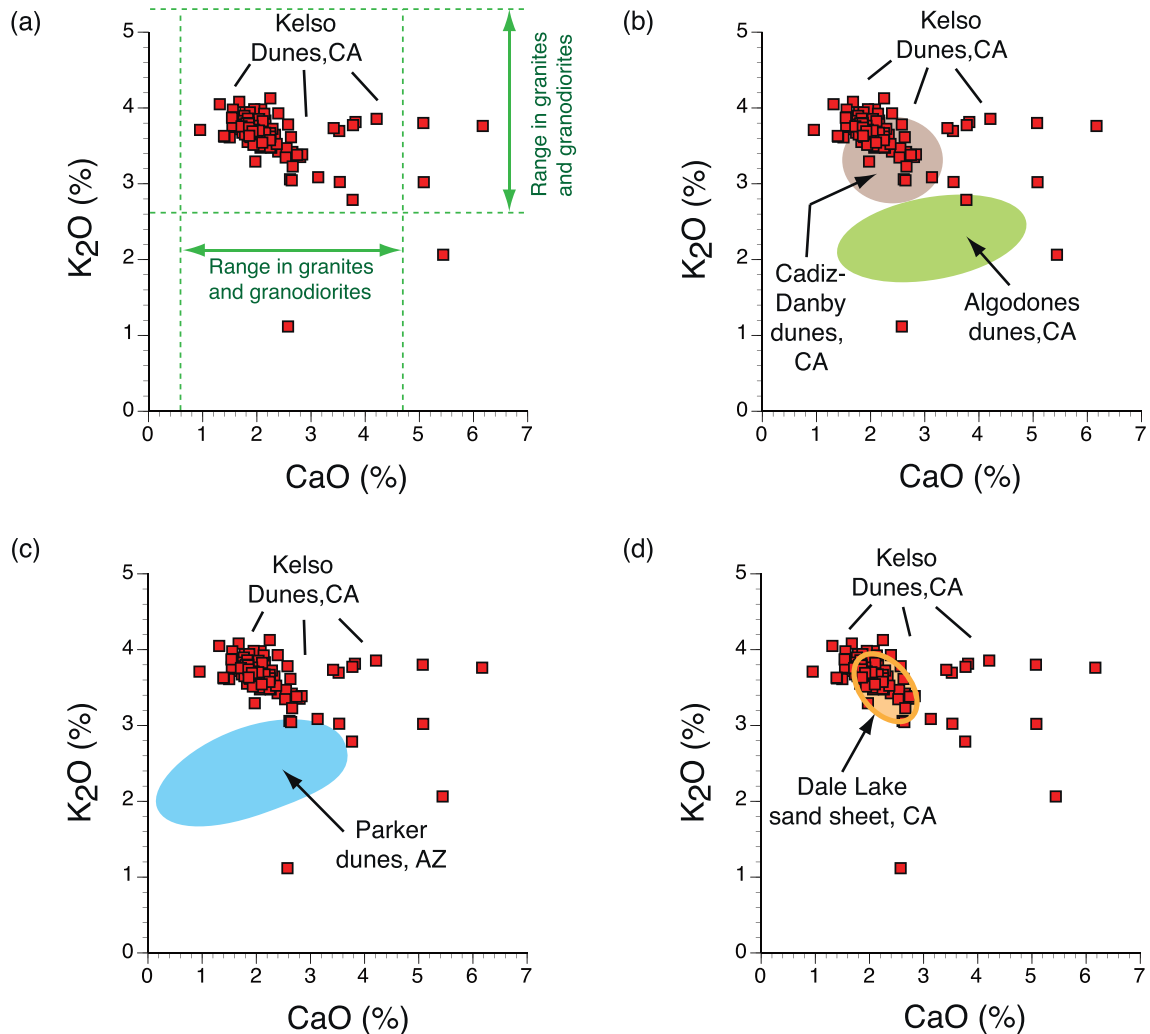 (a)
Kelso
Dunes,CA
Range in granites
and granodiorites
Range in granites
and granodiorites
K2O (%)
5
4
3
2
1
0
0 1 2 3 4 5 6 7
CaO (%)
(b)
Kelso
Dunes,CA
Cadiz-
Danby
dunes,
CA
Algodones
dunes,CA
K2O (%)
5
4
3
2
1
0
0 1 2 3 4 5 6 7
CaO (%)
(c)
Kelso
Dunes,CA
Parker
dunes, AZ
K2O (%)
5
4
3
2
1
0
0 1 2 3 4 5 6 7
CaO (%)
(d)
Kelso
Dunes,CA
Dale Lake
sand sheet, CA
K2O (%)
5
4
3
2
1
0
0 1 2 3 4 5 6 7
CaO (%)